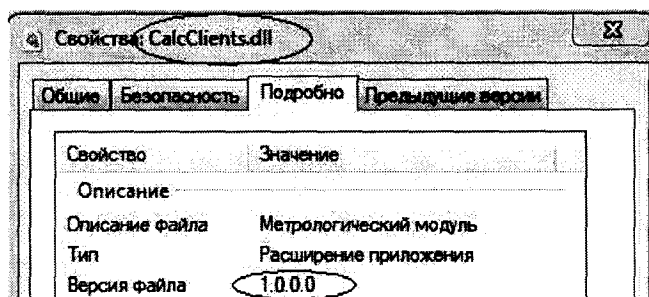 Свойства: CalcClients.dll
Общие Безопасность Подробно Предыдущие версии
Свойство Значение
Описание
Описание файла Метрологический модуль
Тип Расширение приложения
Версия файла 1.0.0.0